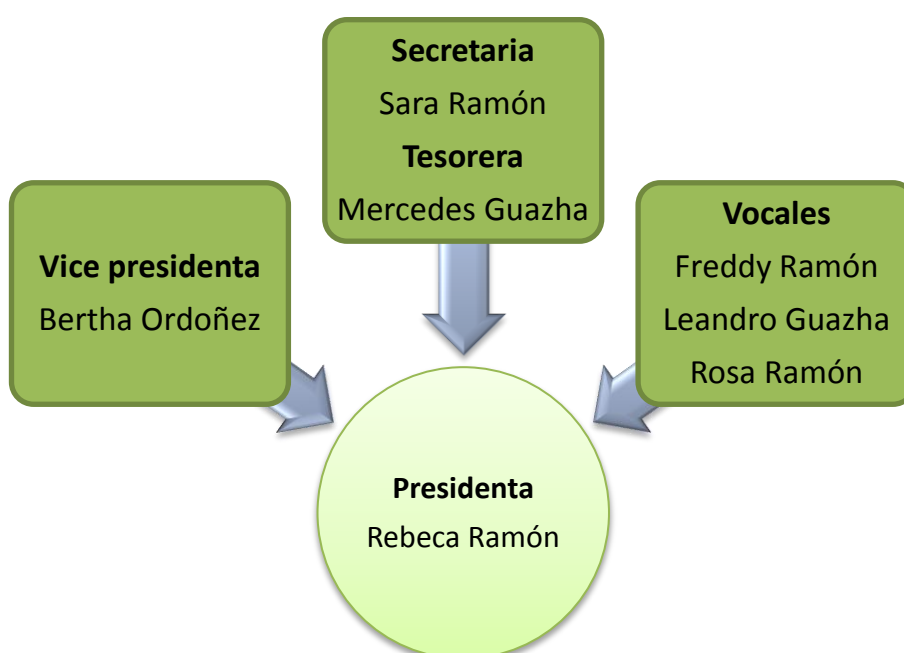 Secretaria
Sara Ramón
Tesorera
Mercedes Guazha
Vice presidenta
Bertha Ordoñez
Vocales
Freddy Ramón
Leandro Guazha
Rosa Ramón
Presidenta
Rebeca Ramón